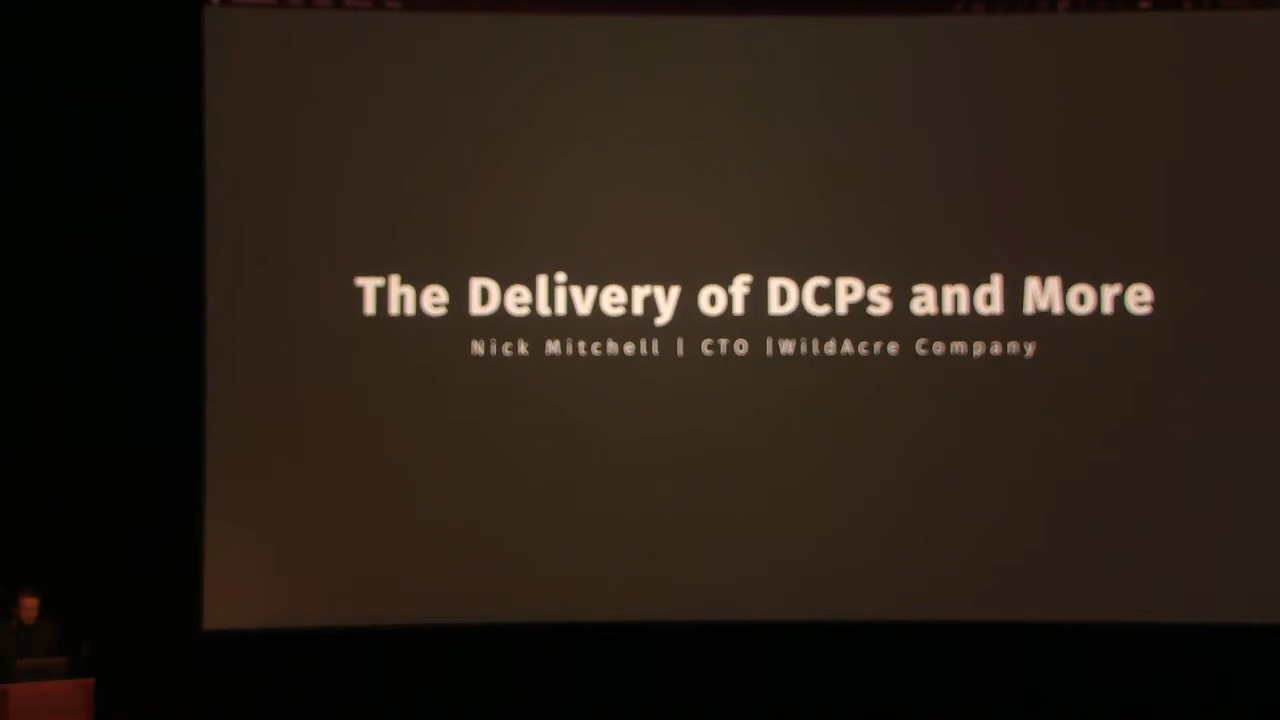 The Delivery of DCPs and More
Nick Mitchell | CTO |WildAcre Company